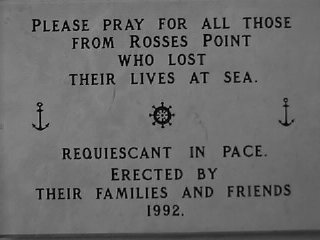 Please pray for all those
from Rosses Point
who lost
their lives at sea.
Requiescant in pace.
Erected by
their families and friends
1992.